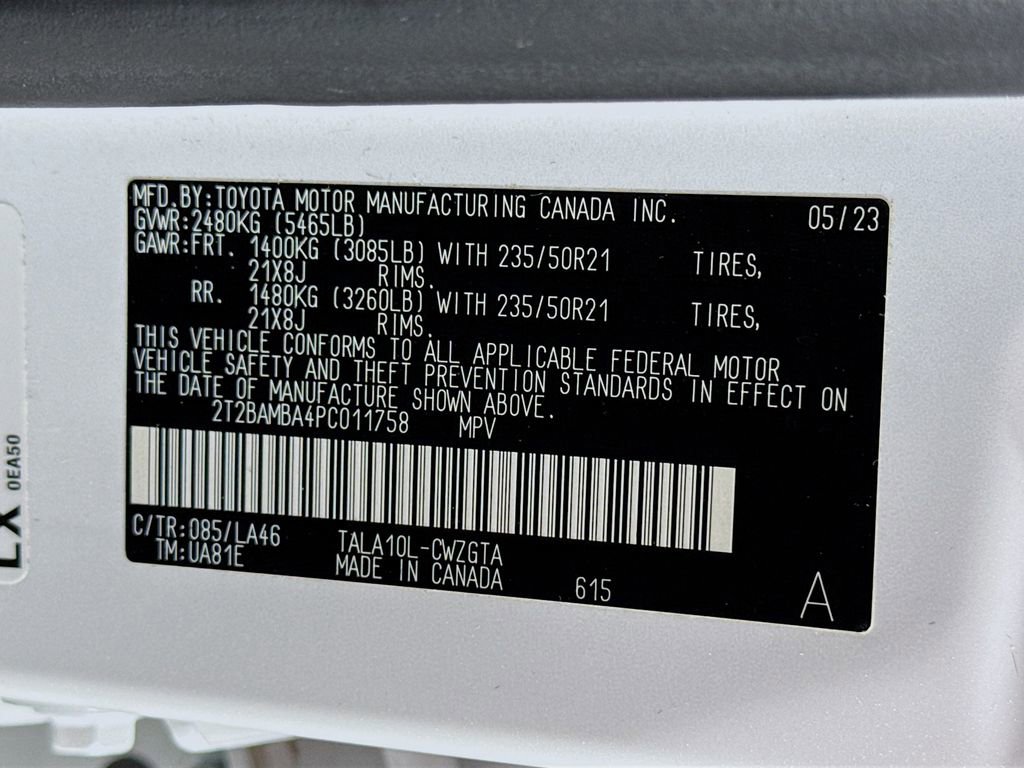 MFD.BY:TOYOTA MOTOR MANUFACTURING CANADA INC. 05/23
GVWR:2480KG (5465LB)
GAWR:FRT. 1400KG (3085LB) WITH 235/50R21 TIRES,
21X8J RIMS.
RR. 1480KG (3260LB) WITH 235/50R21 TIRES,
21X8J RIMS.
THIS VEHICLE CONFORMS TO ALL APPLICABLE FEDERAL MOTOR
VEHICLE SAFETY AND THEFT PREVENTION STANDARDS IN EFFECT ON
THE DATE OF MANUFACTURE SHOWN ABOVE.
2T2BAMBA4PC011758 MPV
C/TR:085/LA46 TALA10L-CWZGTA
TM:UA81E MADE IN CANADA 615
A
0EA50